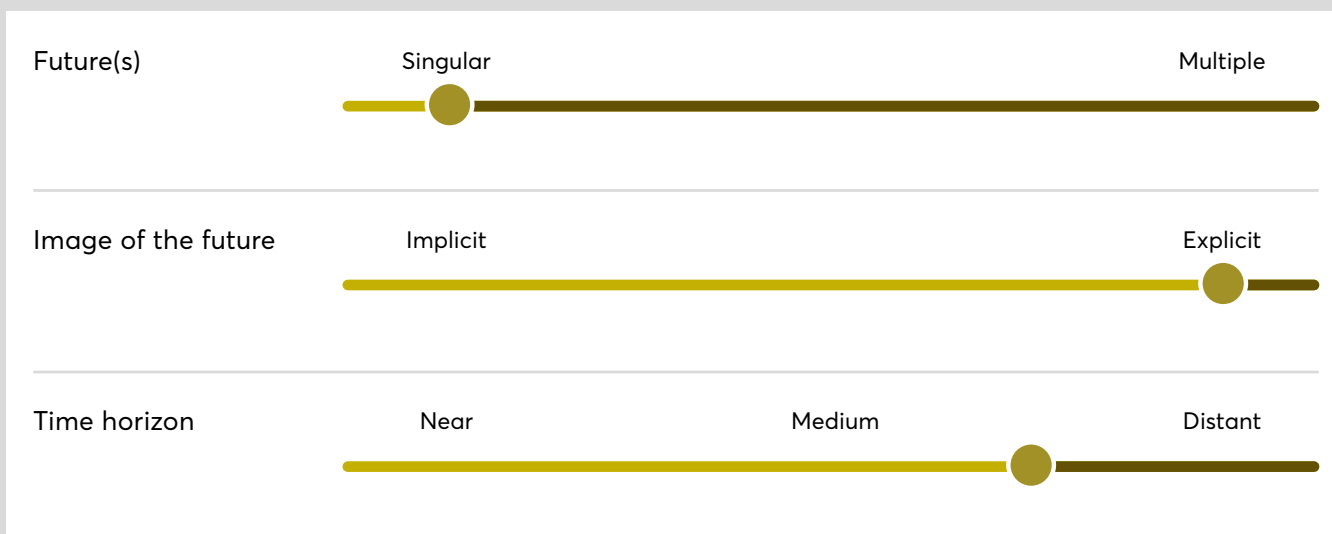 Future(s) Singular Multiple
Image of the future Implicit Explicit
Time horizon Near Medium Distant